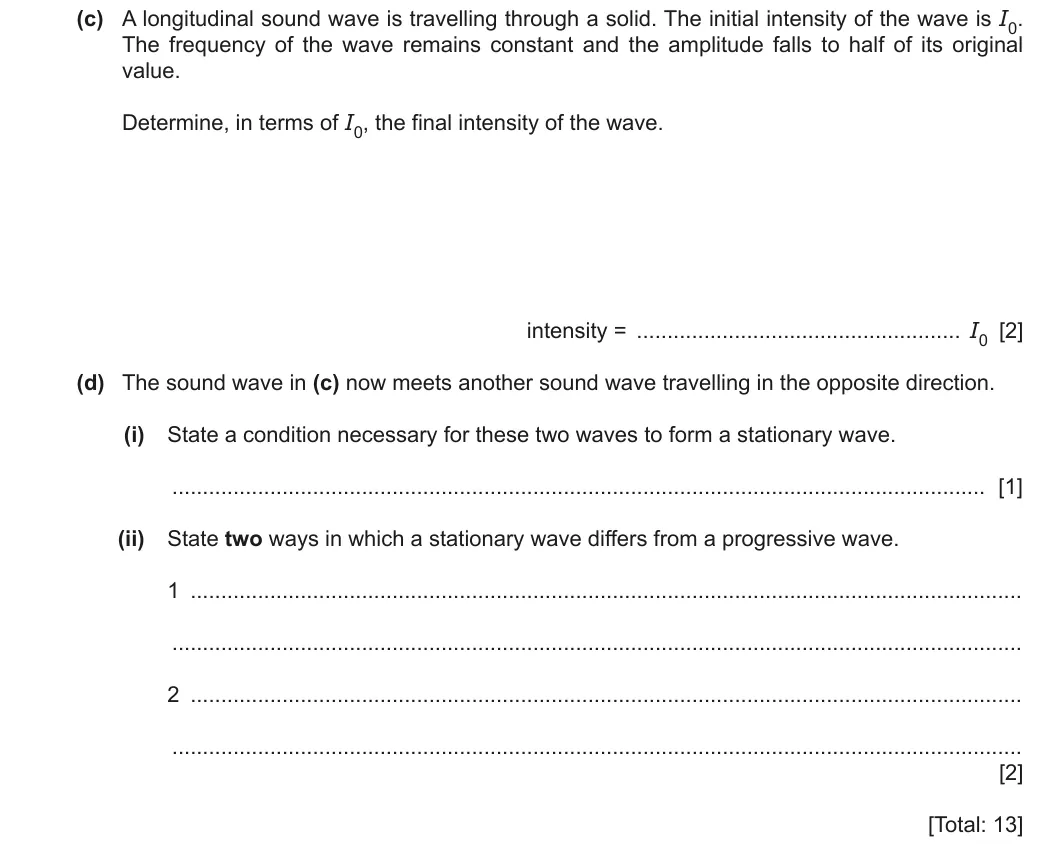 (c) A longitudinal sound wave is travelling through a solid. The initial intensity of the wave is I₀.
The frequency of the wave remains constant and the amplitude falls to half of its original
value.
Determine, in terms of I₀, the final intensity of the wave.
intensity = ..................................................... I₀ [2]
(d) The sound wave in (c) now meets another sound wave travelling in the opposite direction.
(i) State a condition necessary for these two waves to form a stationary wave.
...................................................................................................................................... [1]
(ii) State two ways in which a stationary wave differs from a progressive wave.
1 .........................................................................................................................................
............................................................................................................................................
2 .........................................................................................................................................
............................................................................................................................................
[2]
[Total: 13]